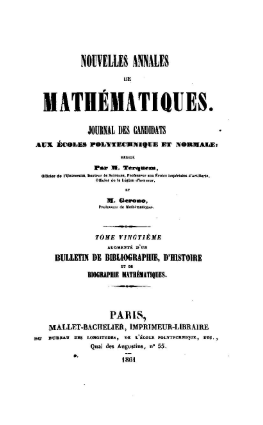 NOUVELLES ANNALES
DE
MATHÉMATIQUES.
JOURNAL DES CANDIDATS
AUX ÉCOLES POLYTECHNIQUE ET NORMALE;
RÉDIGÉ
Par M. Terquem,
Officier de l'Université, Docteur ès Sciences, Professeur aux Écoles impériales d'Artillerie,
Officier de la Légion d'honneur,
ET
M. Gerono,
Professeur de Mathématiques.
TOME VINGTIÈME
AUGMENTÉ D'UN
BULLETIN DE BIBLIOGRAPHIE, D'HISTOIRE
ET DE
BIOGRAPHIE MATHÉMATIQUES.
PARIS,
MALLET-BACHELIER, IMPRIMEUR-LIBRAIRE
DU BUREAU DES LONGITUDES, DE L'ÉCOLE POLYTECHNIQUE, ETC.,
Quai des Augustins, n° 55.
1861